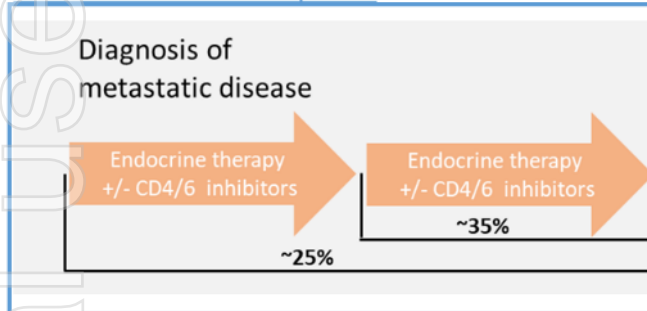 Diagnosis of
metastatic disease
Endocrine therapy
+/- CD4/6 inhibitors
Endocrine therapy
+/- CD4/6 inhibitors
~35%
~25%